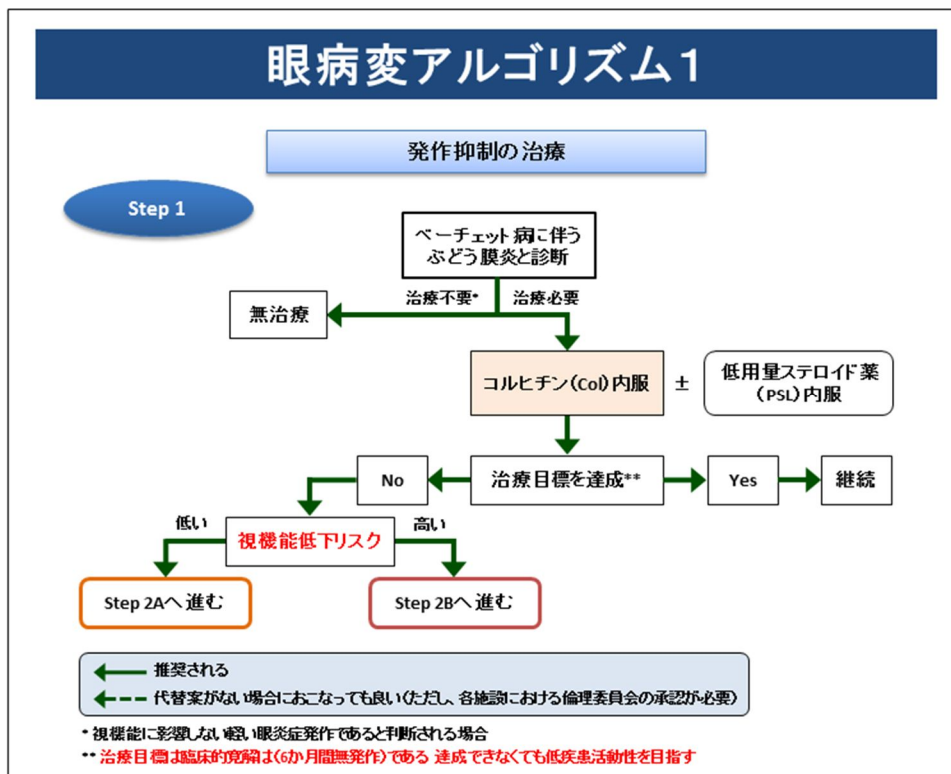 眼病変アルゴリズム１
発作抑制の治療
Step 1
ベーチェット病に伴う
ぶどう膜炎と診断
治療不要*
治療必要
無治療
コルヒチン(Col)内服
±
低用量ステロイド薬
(PSL)内服
No
治療目標を達成**
Yes
継続
低い
視機能低下リスク
高い
Step 2Aへ進む
Step 2Bへ進む
推奨される
代替案がない場合におこなっても良い(ただし、各施設における倫理委員会の承認が必要)
* 視機能に影響しない軽い眼炎症発作であると判断される場合
** 治療目標は臨床的寛解は(6か月間無発作)である 達成できなくても低疾患活動性を目指す